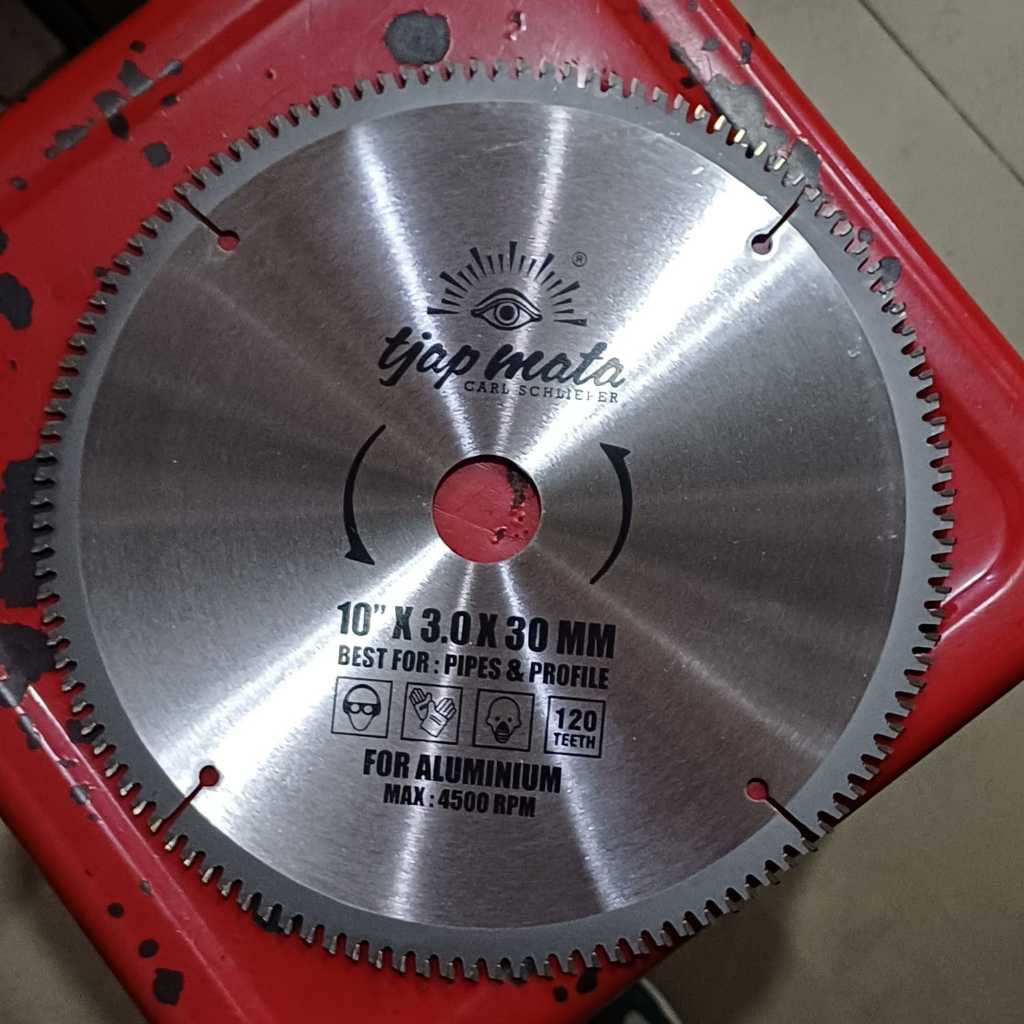 ®
tjap mata
CARL SCHLIEPER
10” X 3.0 X 30 MM
BEST FOR : PIPES & PROFILE
120
TEETH
FOR ALUMINIUM
MAX : 4500 RPM